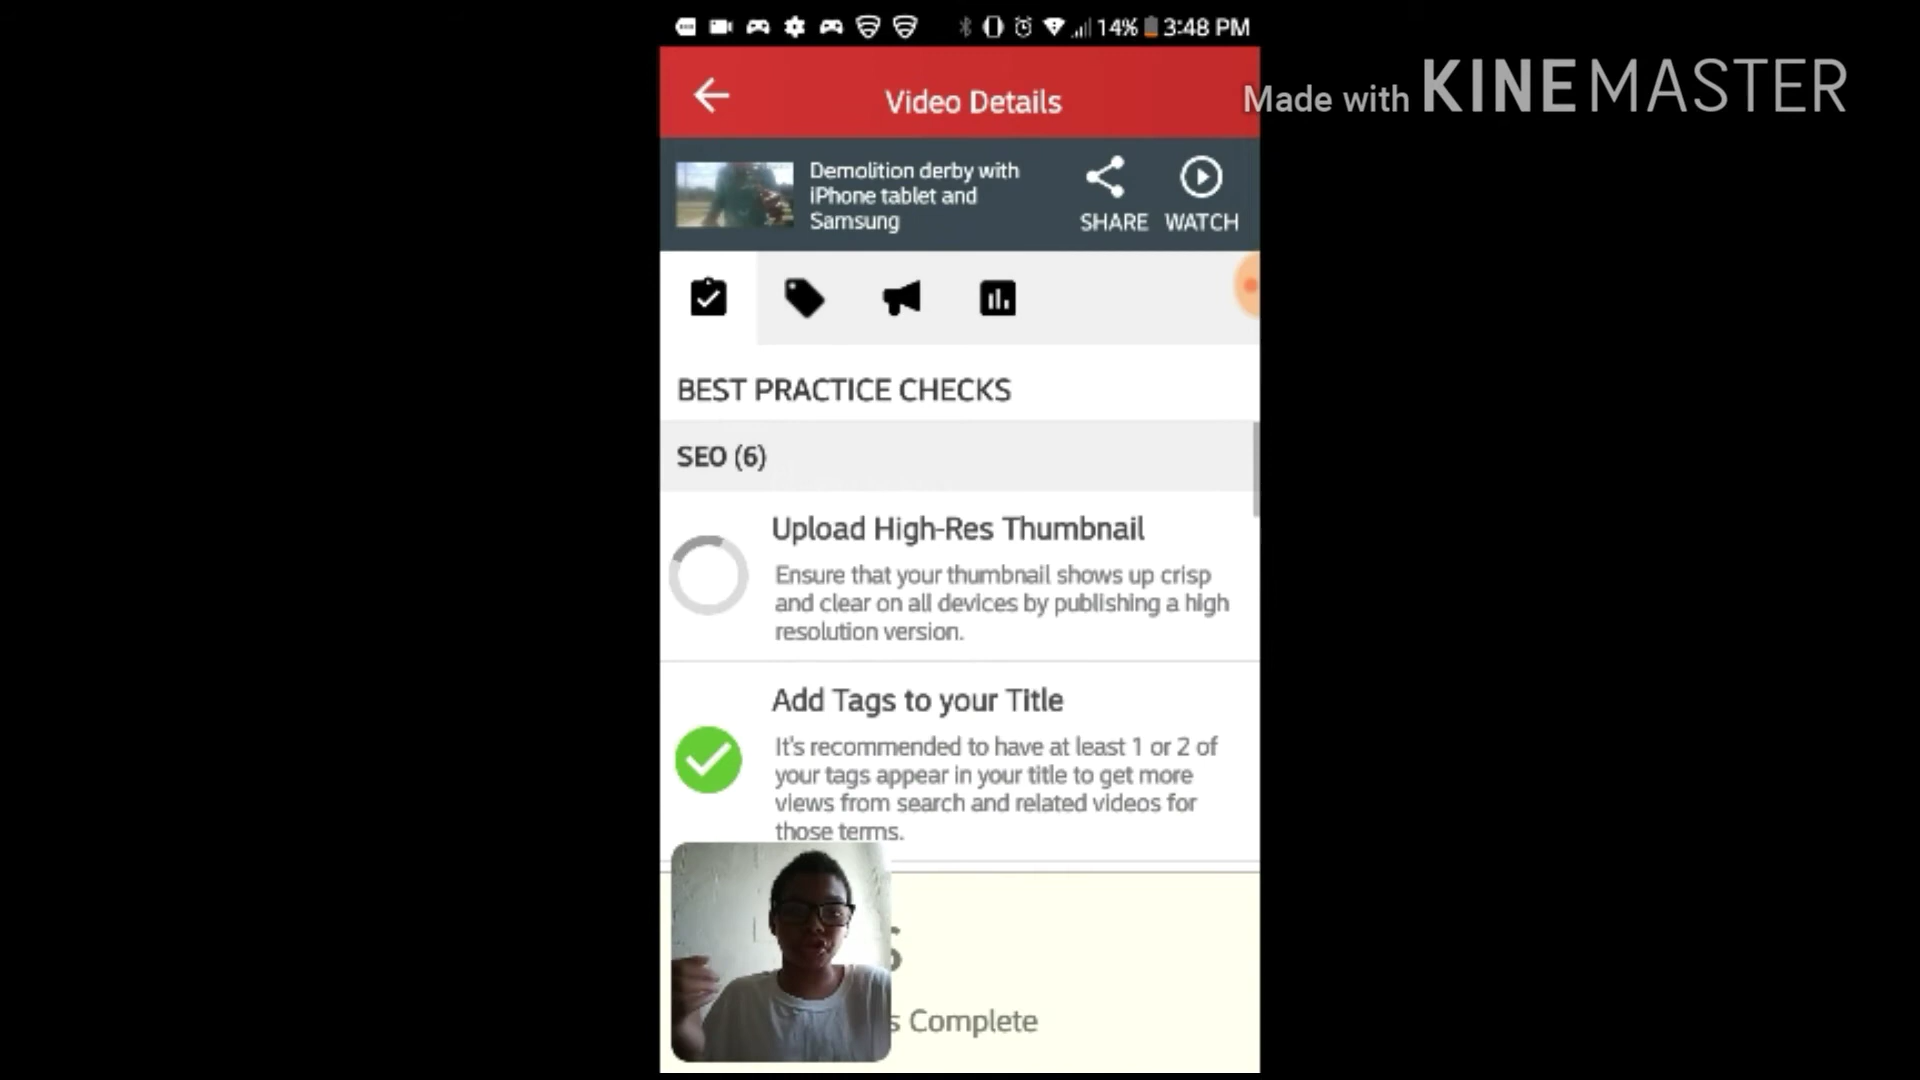 14% 3:48 PM
Video Details
Made with KINEMASTER
Demolition derby with
iPhone tablet and
Samsung
SHARE
WATCH
BEST PRACTICE CHECKS
SEO (6)
Upload High-Res Thumbnail
Ensure that your thumbnail shows up crisp
and clear on all devices by publishing a high
resolution version.
Add Tags to your Title
It's recommended to have at least 1 or 2 of
your tags appear in your title to get more
views from search and related videos for
those terms.
s Complete